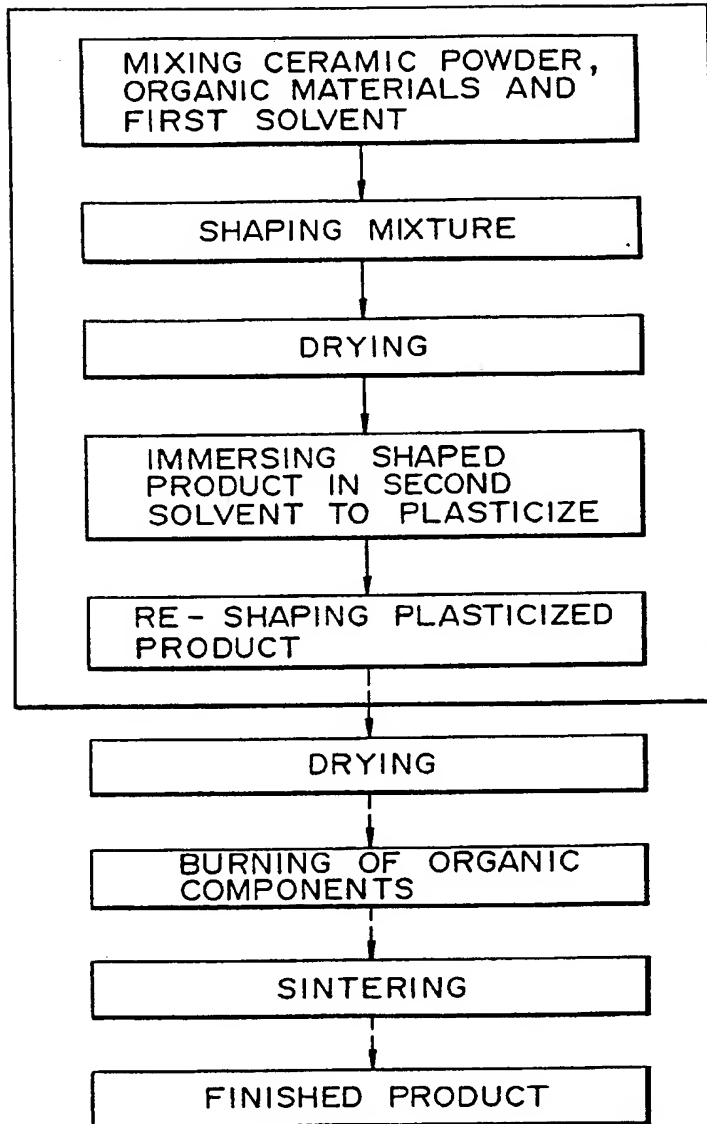 MIXING CERAMIC POWDER,
ORGANIC MATERIALS AND
FIRST SOLVENT
SHAPING MIXTURE
DRYING
IMMERSING SHAPED
PRODUCT IN SECOND
SOLVENT TO PLASTICIZE
RE-SHAPING PLASTICIZED
PRODUCT
DRYING
BURNING OF ORGANIC
COMPONENTS
SINTERING
FINISHED PRODUCT